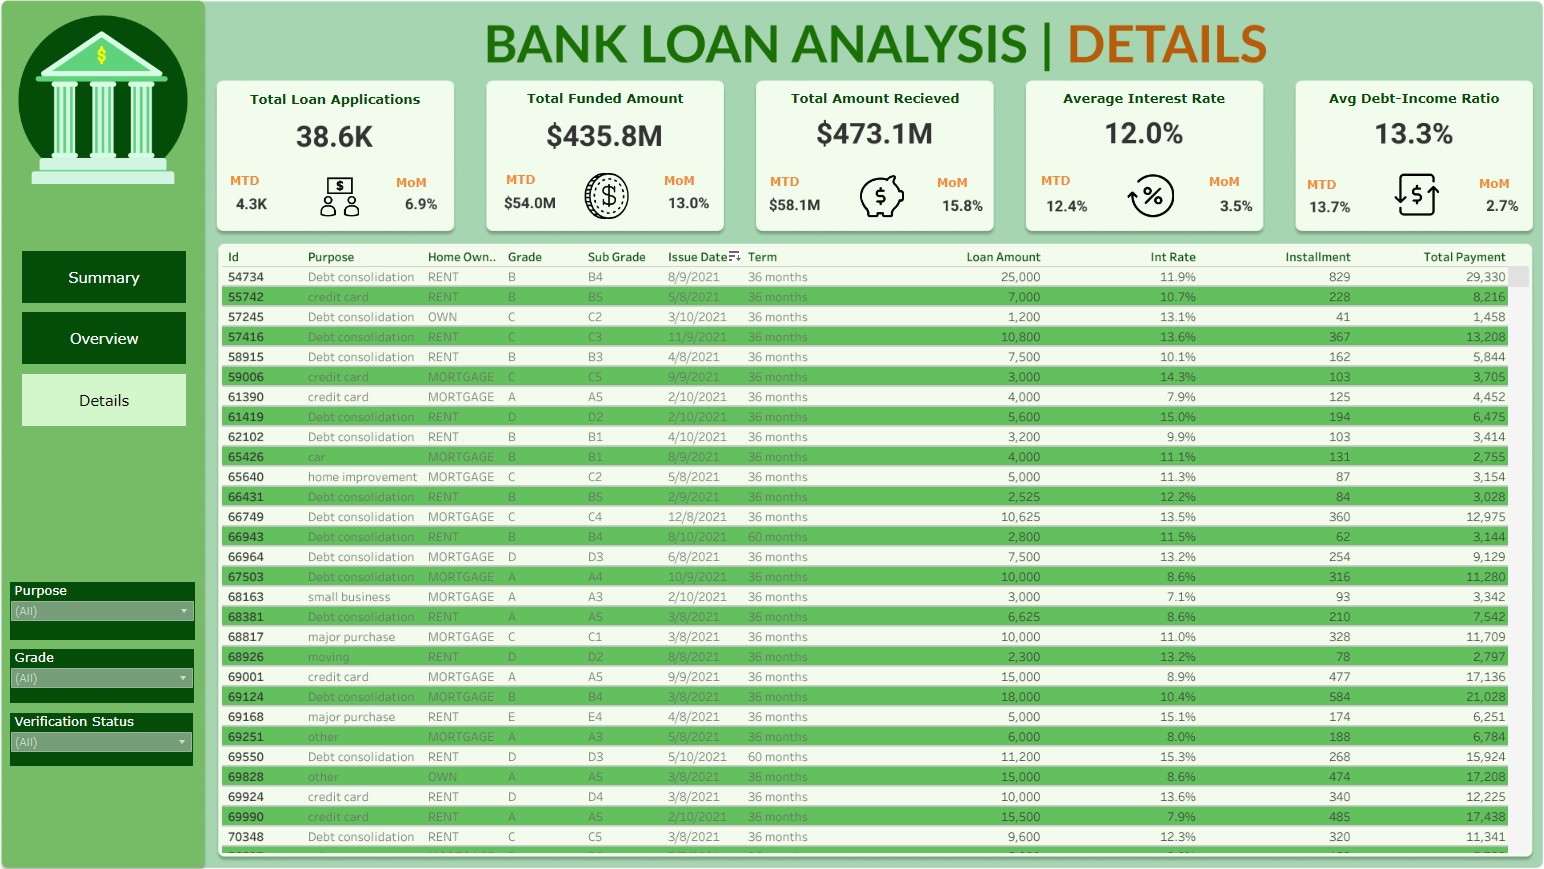 BANK LOAN ANALYSIS | DETAILS
$
Total Loan Applications
38.6K
MTD
4.3K
$
MoM
6.9%
Total Funded Amount
$435.8M
MTD
$54.0M
$
MoM
13.0%
Total Amount Recieved
$473.1M
MTD
$58.1M
$
MoM
15.8%
Average Interest Rate
12.0%
MTD
12.4%
%
MoM
3.5%
Avg Debt-Income Ratio
13.3%
MTD
13.7%
$
MoM
2.7%
Summary
Overview
Details
Purpose
(All)
Grade
(All)
Verification Status
(All)
Id Purpose Home Own.. Grade Sub Grade Issue Date Term Loan Amount Int Rate Installment Total Payment
54734 Debt consolidation RENT B B4 8/9/2021 36 months 25,000 11.9% 829 29,330
55742 credit card RENT B B5 5/8/2021 36 months 7,000 10.7% 228 8,216
57245 Debt consolidation OWN C C2 3/10/2021 36 months 1,200 13.1% 41 1,458
57416 Debt consolidation RENT C C3 11/9/2021 36 months 10,800 13.6% 367 13,208
58915 Debt consolidation RENT B B3 4/8/2021 36 months 7,500 10.1% 162 5,844
59006 credit card MORTGAGE C C5 9/9/2021 36 months 3,000 14.3% 103 3,705
61390 credit card MORTGAGE A A5 2/10/2021 36 months 4,000 7.9% 125 4,452
61419 Debt consolidation RENT D D2 2/10/2021 36 months 5,600 15.0% 194 6,475
62102 Debt consolidation RENT B B1 4/10/2021 36 months 3,200 9.9% 103 3,414
65426 car MORTGAGE B B1 8/9/2021 36 months 4,000 11.1% 131 2,755
65640 home improvement MORTGAGE C C2 5/8/2021 36 months 5,000 11.3% 87 3,154
66431 Debt consolidation RENT B B5 2/9/2021 36 months 2,525 12.2% 84 3,028
66749 Debt consolidation MORTGAGE C C4 12/8/2021 36 months 10,625 13.5% 360 12,975
66943 Debt consolidation RENT B B4 8/10/2021 60 months 2,800 11.5% 62 3,144
66964 Debt consolidation MORTGAGE D D3 6/8/2021 36 months 7,500 13.2% 254 9,129
67503 Debt consolidation MORTGAGE A A4 10/9/2021 36 months 10,000 8.6% 316 11,280
68163 small business MORTGAGE A A3 2/10/2021 36 months 3,000 7.1% 93 3,342
68381 Debt consolidation RENT A A5 3/8/2021 36 months 6,625 8.6% 210 7,542
68817 major purchase MORTGAGE C C1 3/8/2021 36 months 10,000 11.0% 328 11,709
68926 moving RENT D D2 8/8/2021 36 months 2,300 13.2% 78 2,797
69001 credit card MORTGAGE A A5 9/9/2021 36 months 15,000 8.9% 477 17,136
69124 Debt consolidation MORTGAGE B B4 3/8/2021 36 months 18,000 10.4% 584 21,028
69168 major purchase RENT E E4 4/8/2021 36 months 5,000 15.1% 174 6,251
69251 other MORTGAGE A A3 5/8/2021 36 months 6,000 8.0% 188 6,784
69550 Debt consolidation RENT D D3 5/10/2021 60 months 11,200 15.3% 268 15,924
69828 other OWN A A5 3/8/2021 36 months 15,000 8.6% 474 17,208
69924 credit card RENT D D4 3/8/2021 36 months 10,000 13.6% 340 12,225
69990 credit card RENT A A5 2/10/2021 36 months 15,500 7.9% 485 17,438
70348 Debt consolidation RENT C C5 3/8/2021 36 months 9,600 12.3% 320 11,341